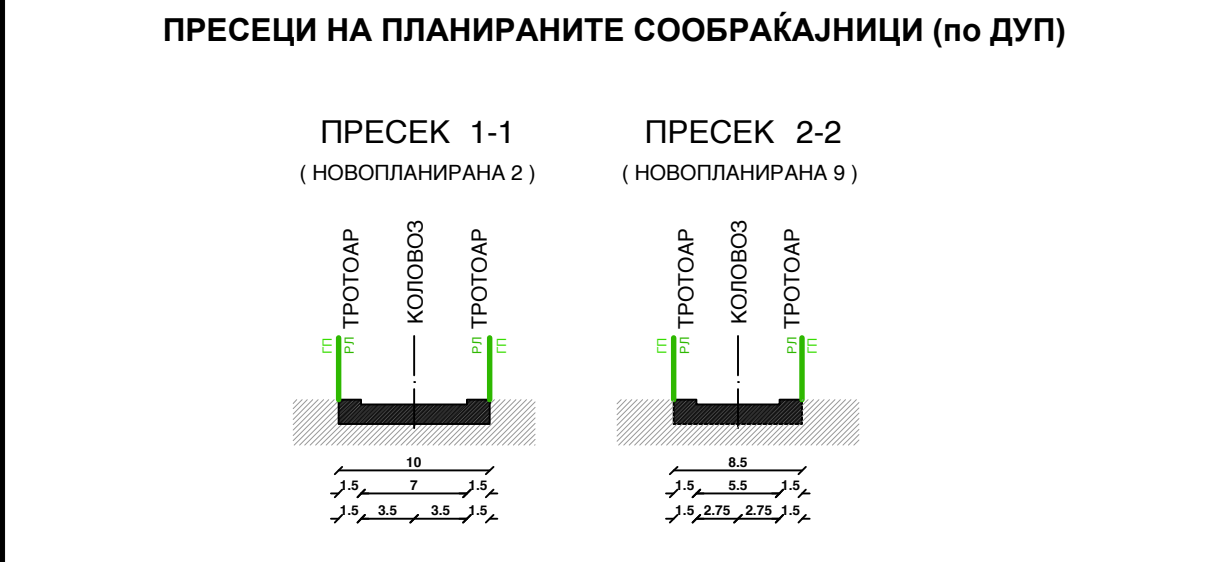 ПРЕСЕЦИ НА ПЛАНИРАНИТЕ СООБРАЌАЈНИЦИ (по ДУП)
ПРЕСЕК 1-1
( НОВОПЛАНИРАНА 2 )
ТРОТОАР
КОЛОВОЗ
ТРОТОАР
ГП
РЛ
РЛ
ГП
10
1.5 7 1.5
1.5 3.5 3.5 1.5
ПРЕСЕК 2-2
( НОВОПЛАНИРАНА 9 )
ТРОТОАР
КОЛОВОЗ
ТРОТОАР
ГП
РЛ
РЛ
ГП
8.5
1.5 5.5 1.5
1.5 2.75 2.75 1.5